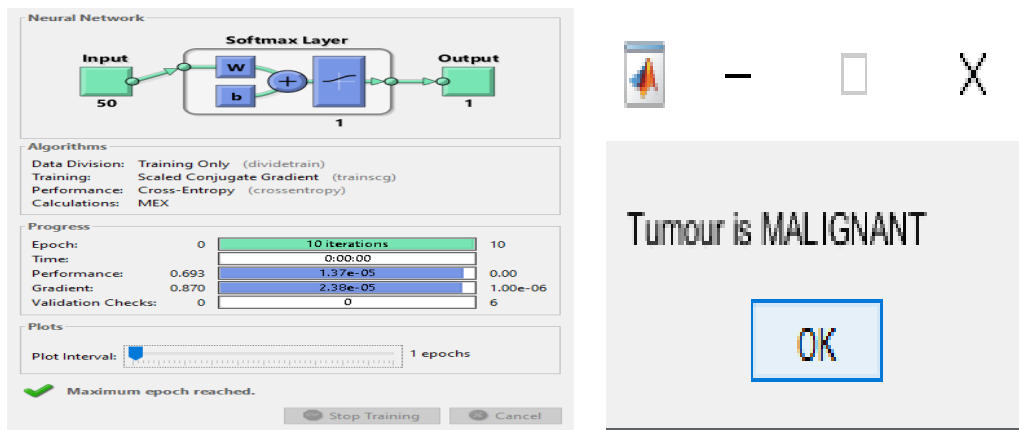 Neural Network
Softmax Layer
Input
Output
W
b
+
50
1
1
Algorithms
Data Division: Training Only (dividetrain)
Training: Scaled Conjugate Gradient (trainscg)
Performance: Cross-Entropy (crossentropy)
Calculations: MEX
Progress
Epoch: 0 10 iterations 10
Time: 0:00:00
Performance: 0.693 1.37e-05 0.00
Gradient: 0.870 2.38e-05 1.00e-06
Validation Checks: 0 0 6
Plots
Plot Interval: 1 epochs
Maximum epoch reached.
Stop Training Cancel
Tumour is MALIGNANT
OK